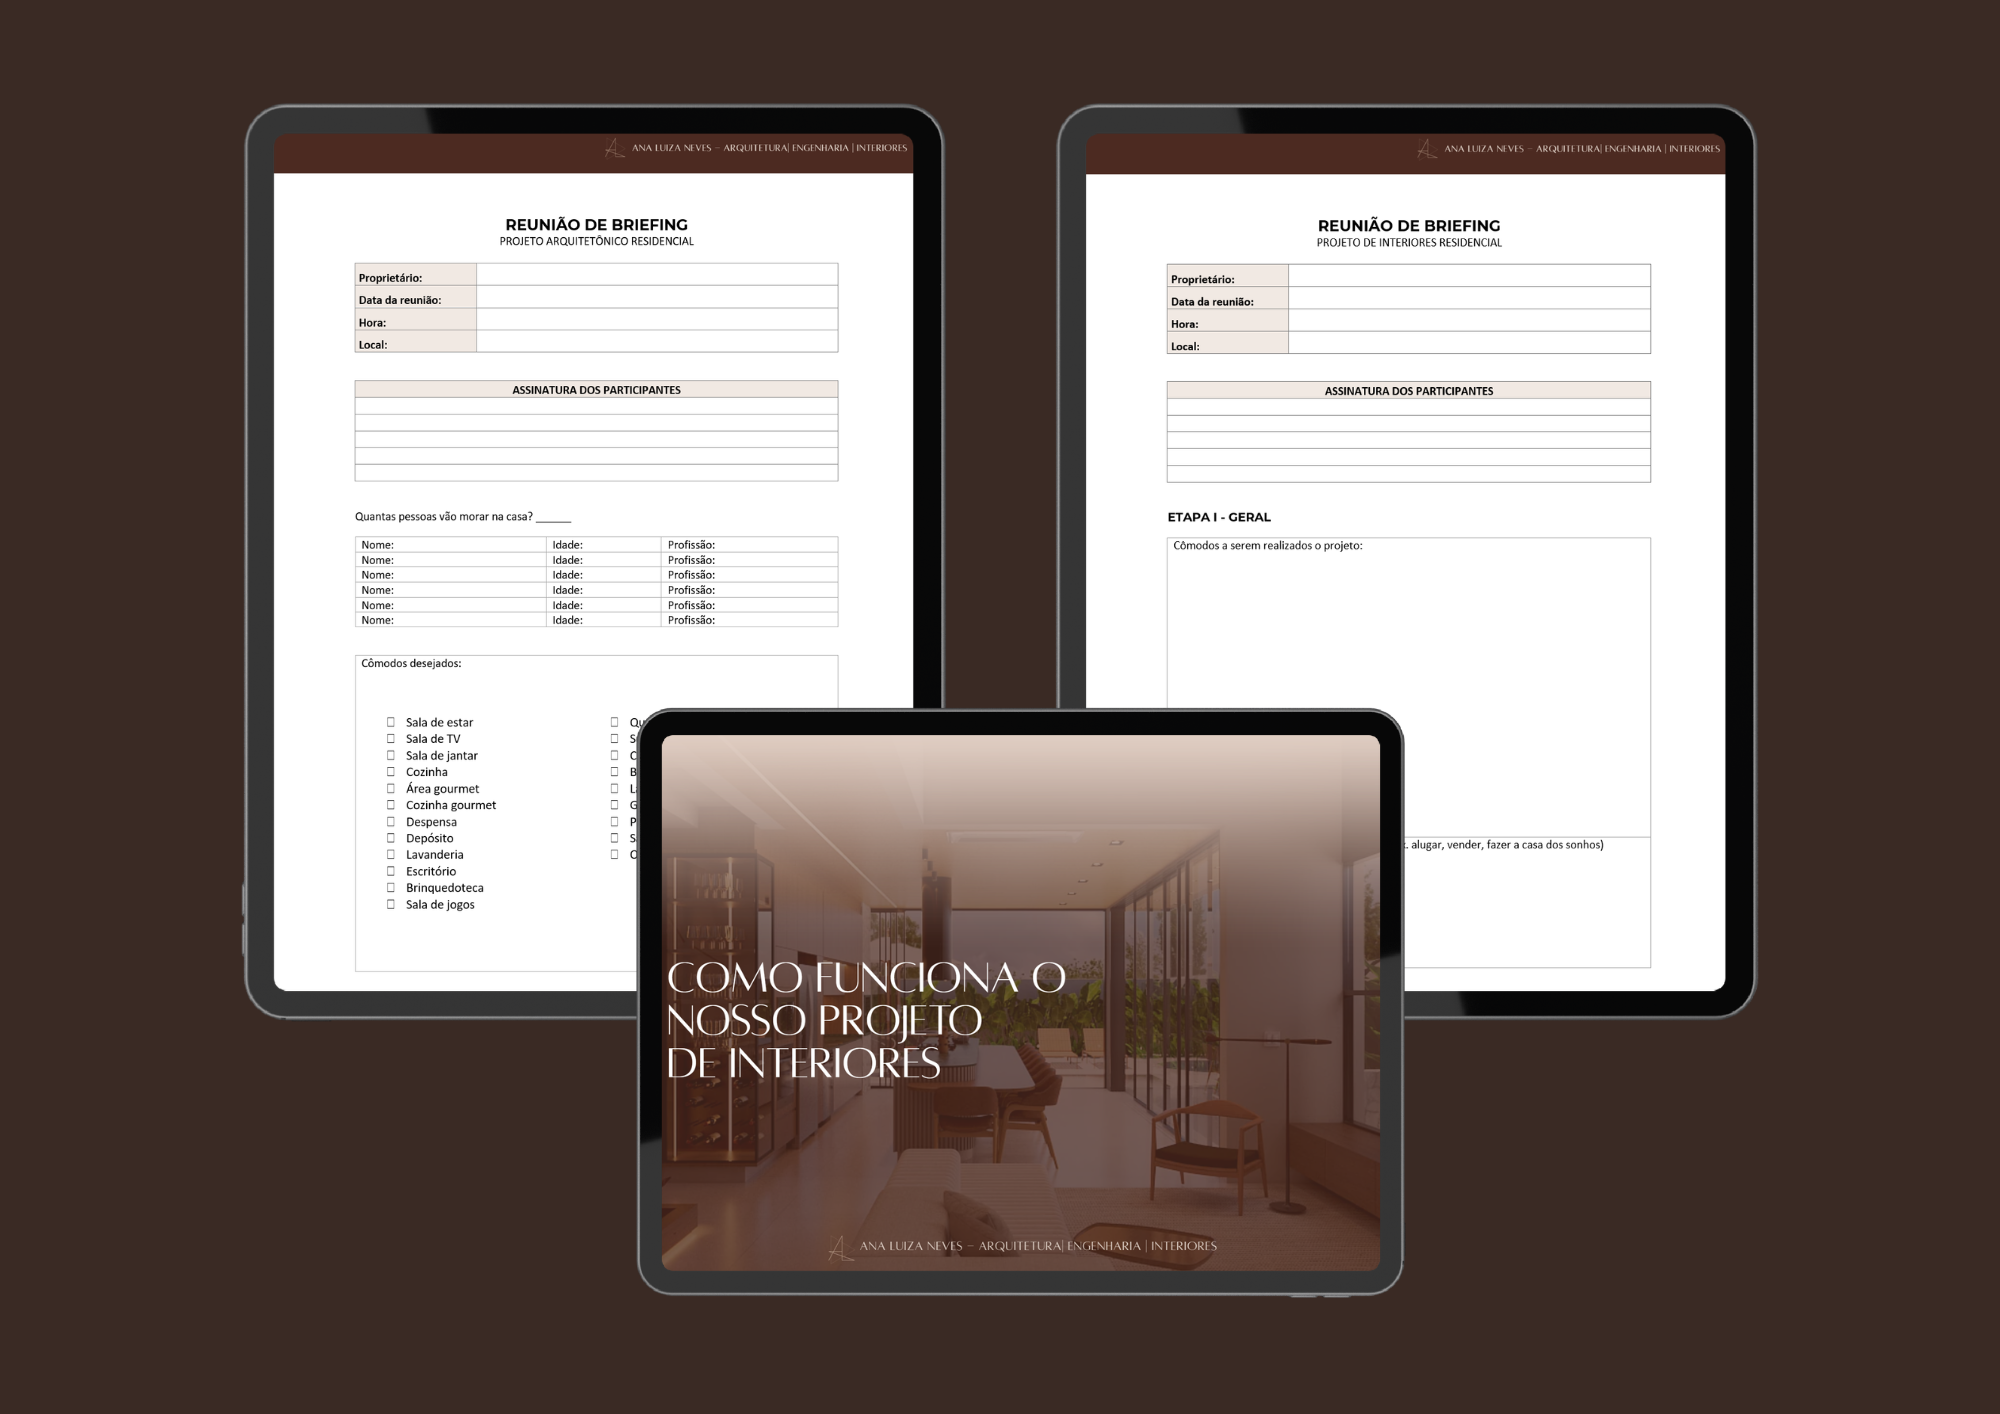 ANA LUIZA NEVES – ARQUITETURA| ENGENHARIA | INTERIORES
REUNIÃO DE BRIEFING
PROJETO ARQUITETÔNICO RESIDENCIAL
Proprietário:
Data da reunião:
Hora:
Local:
ASSINATURA DOS PARTICIPANTES
Quantas pessoas vão morar na casa? ______
Nome: Idade: Profissão:
Nome: Idade: Profissão:
Nome: Idade: Profissão:
Nome: Idade: Profissão:
Nome: Idade: Profissão:
Nome: Idade: Profissão:
Cômodos desejados:
Sala de estar
Sala de TV
Sala de jantar
Cozinha
Área gourmet
Cozinha gourmet
Despensa
Depósito
Lavanderia
Escritório
Brinquedoteca
Sala de jogos
ANA LUIZA NEVES – ARQUITETURA| ENGENHARIA | INTERIORES
REUNIÃO DE BRIEFING
PROJETO DE INTERIORES RESIDENCIAL
Proprietário:
Data da reunião:
Hora:
Local:
ASSINATURA DOS PARTICIPANTES
ETAPA I - GERAL
Cômodos a serem realizados o projeto:
alugar, vender, fazer a casa dos sonhos)
COMO FUNCIONA O
NOSSO PROJETO
DE INTERIORES
ANA LUIZA NEVES – ARQUITETURA| ENGENHARIA | INTERIORES